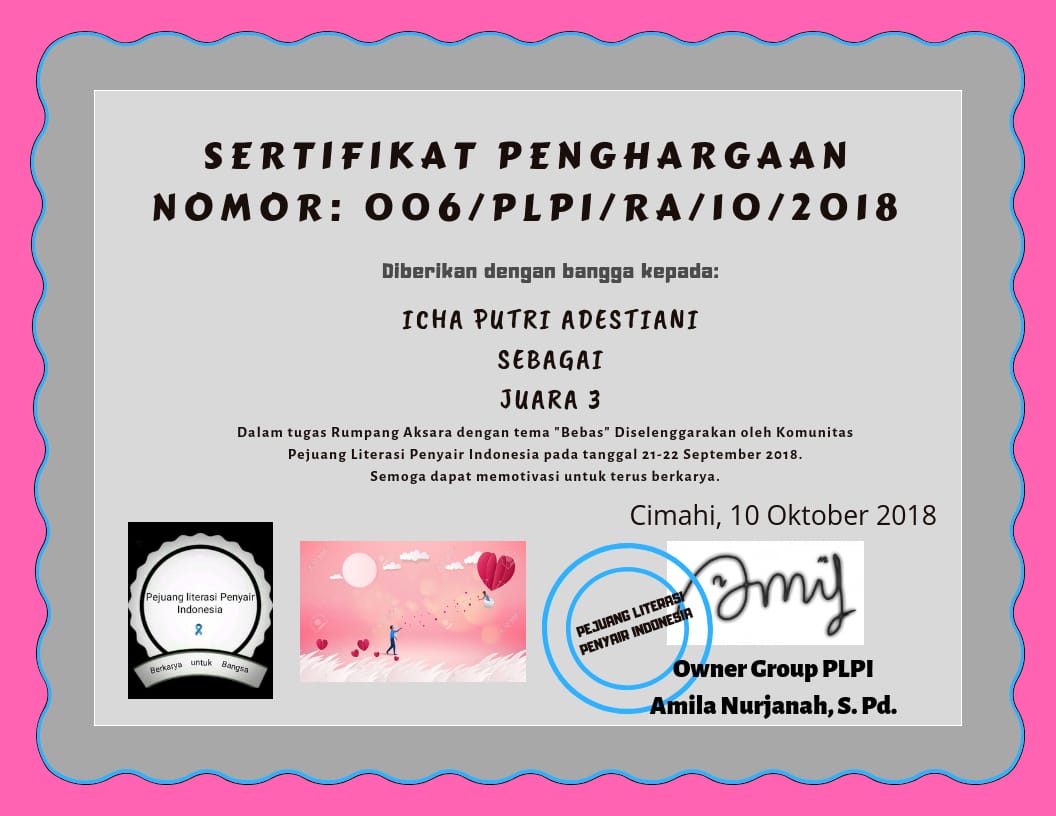 SERTIFIKAT PENGHARGAAN
NOMOR: 006/PLPI/RA/10/2018
Diberikan dengan bangga kepada:
ICHA PUTRI ADESTIANI
SEBAGAI
JUARA 3
Dalam tugas Rumpang Aksara dengan tema "Bebas" Diselenggarakan oleh Komunitas
Pejuang Literasi Penyair Indonesia pada tanggal 21-22 September 2018.
Semoga dapat memotivasi untuk terus berkarya.
Cimahi, 10 Oktober 2018
Pejuang literasi Penyair
Indonesia
Berkarya untuk Bangsa
PEJUANG LITERASI
PENYAIR INDONESIA
Owner Group PLPI
Amila Nurjanah, S. Pd.